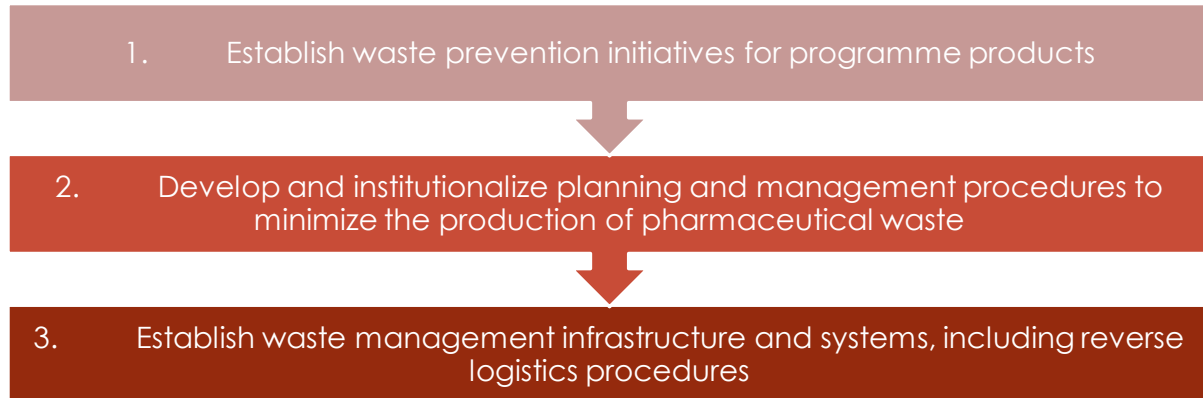 1. Establish waste prevention initiatives for programme products
2. Develop and institutionalize planning and management procedures to
minimize the production of pharmaceutical waste
3. Establish waste management infrastructure and systems, including reverse
logistics procedures